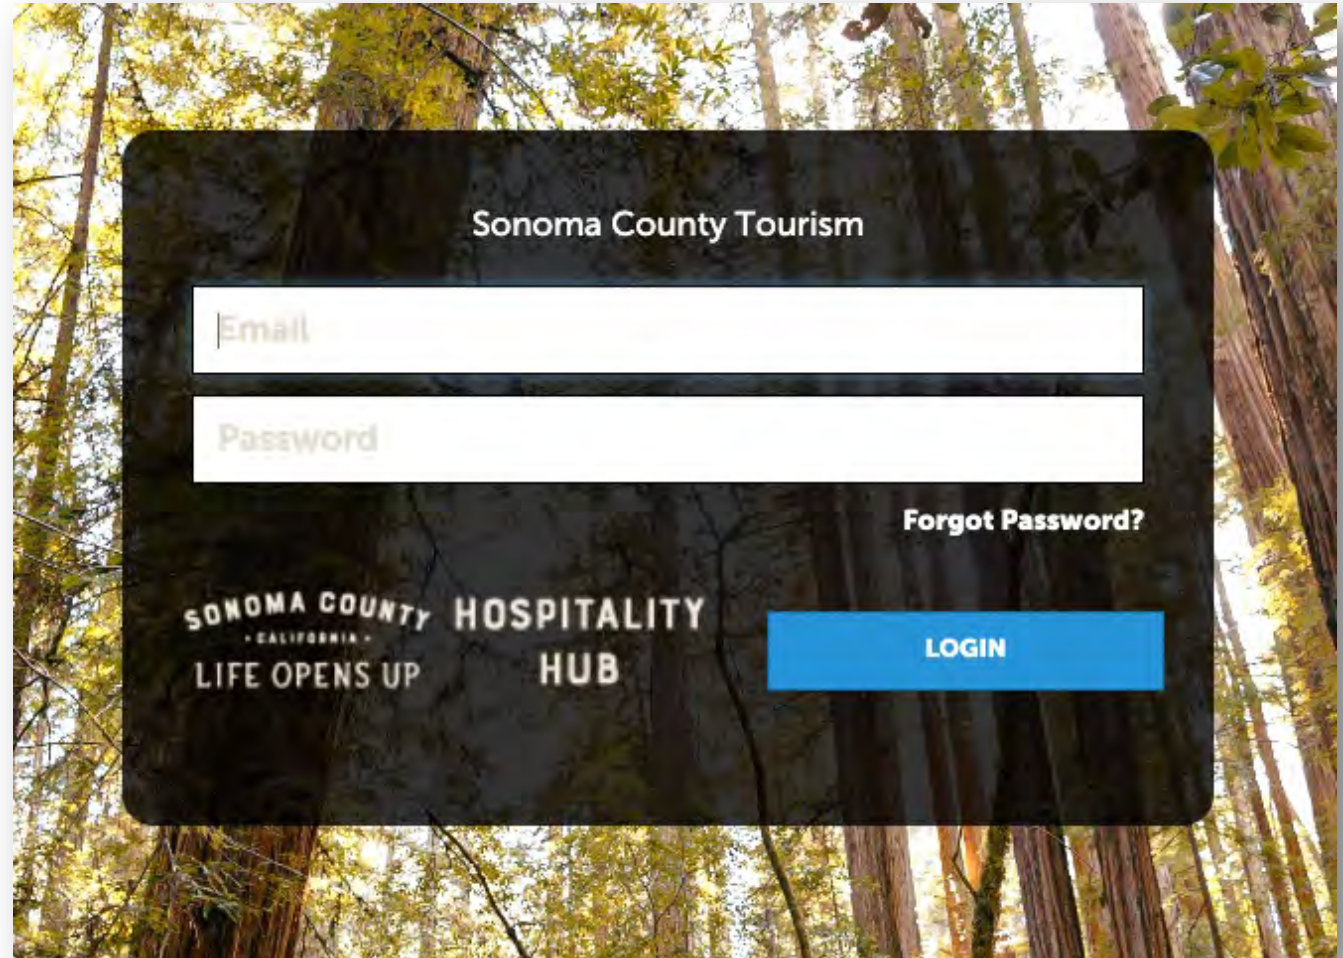 Sonoma County Tourism
Email
Password
Forgot Password?
SONOMA COUNTY
• CALIFORNIA •
LIFE OPENS UP
HOSPITALITY
HUB
LOGIN